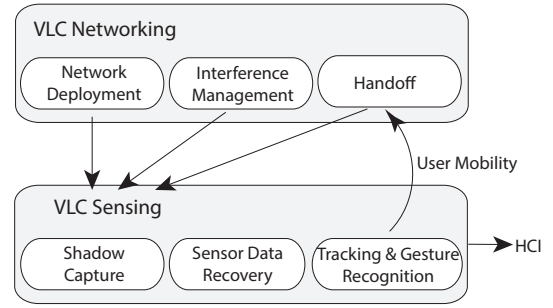 VLC Networking
Network
Deployment
Interference
Management
Handoff
User Mobility
VLC Sensing
Shadow
Capture
Sensor Data
Recovery
Tracking & Gesture
Recognition
HCI